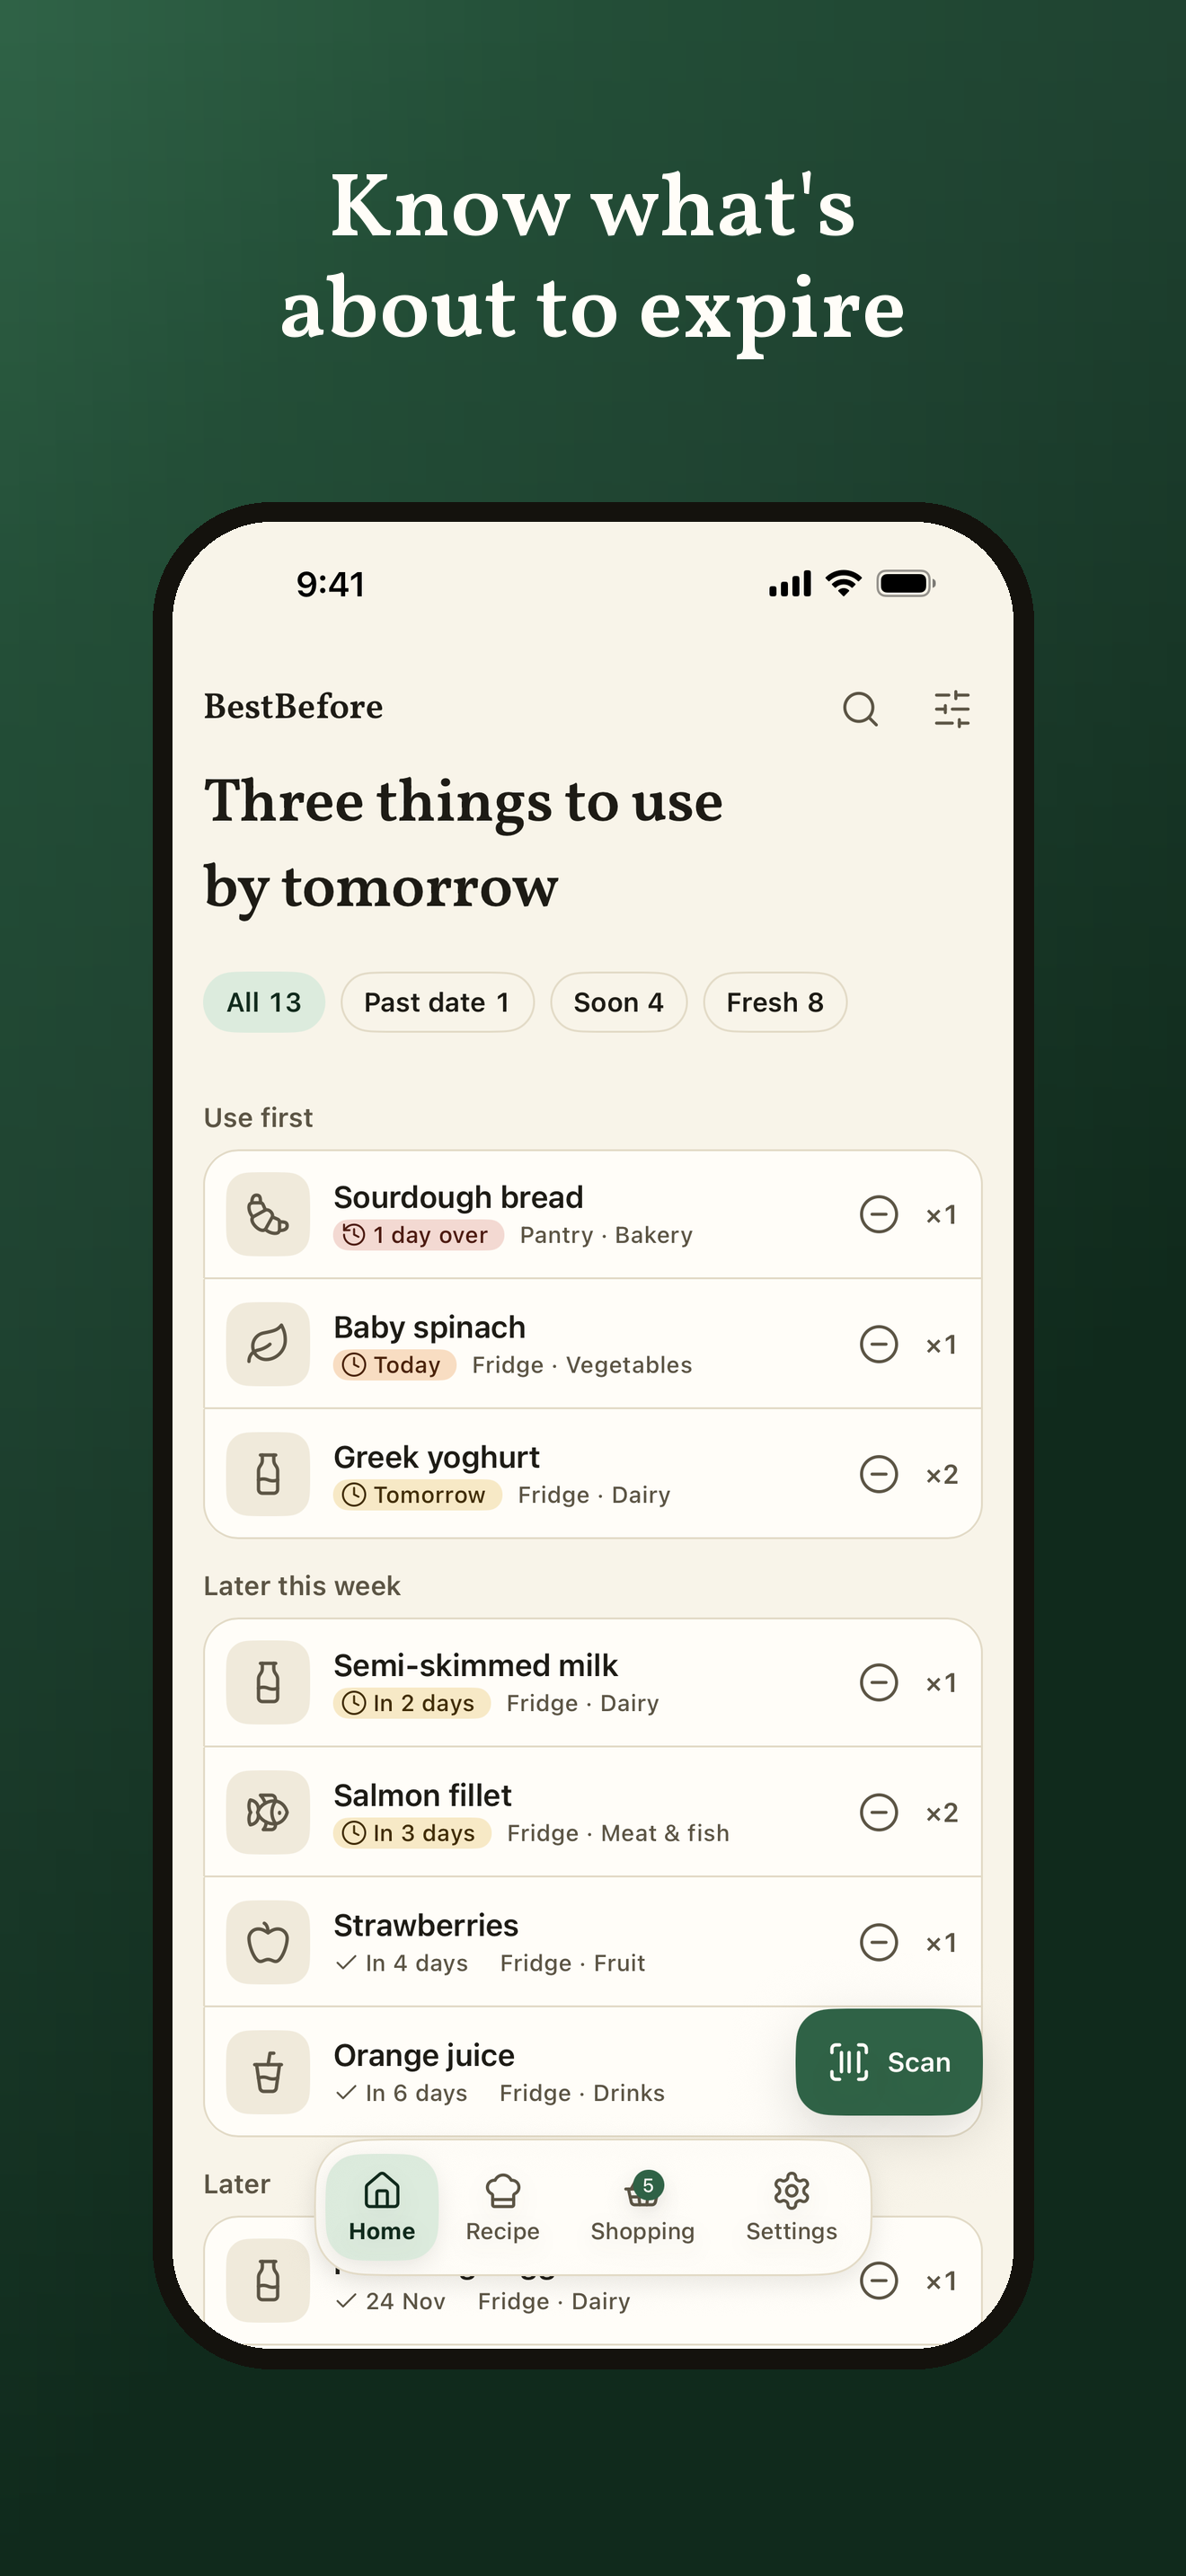 Know what's
about to expire
9:41
BestBefore
Three things to use
by tomorrow
All 13
Past date 1
Soon 4
Fresh 8
Use first
Sourdough bread
1 day over Pantry · Bakery
×1
Baby spinach
Today Fridge · Vegetables
×1
Greek yoghurt
Tomorrow Fridge · Dairy
×2
Later this week
Semi-skimmed milk
In 2 days Fridge · Dairy
×1
Salmon fillet
In 3 days Fridge · Meat & fish
×2
Strawberries
In 4 days Fridge · Fruit
×1
Orange juice
In 6 days Fridge · Drinks
Scan
Later
5
Home
Recipe
Shopping
Settings
24 Nov Fridge · Dairy
×1